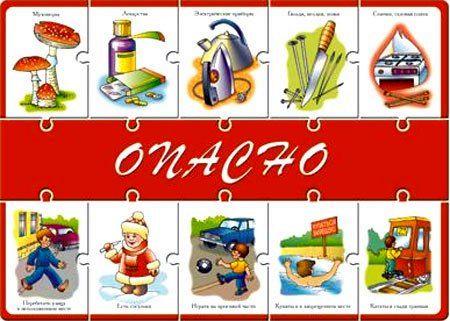 Мухоморы
Лекарства
Электрические приборы
Гвозди, иголки, ножи
Спички, газовая плита
ОПАСНО
Перебегать улицу
в неположенном месте
Есть сосульки
Играть на проезжей части
КУПАТЬСЯ
Купаться в запрещенном месте
Кататься сзади трамвая